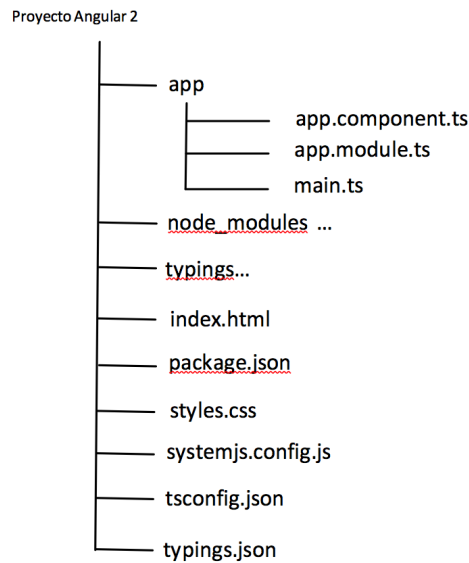 Proyecto Angular 2
app
app.component.ts
app.module.ts
main.ts
node_modules ...
typings...
index.html
package.json
styles.css
systemjs.config.js
tsconfig.json
typings.json